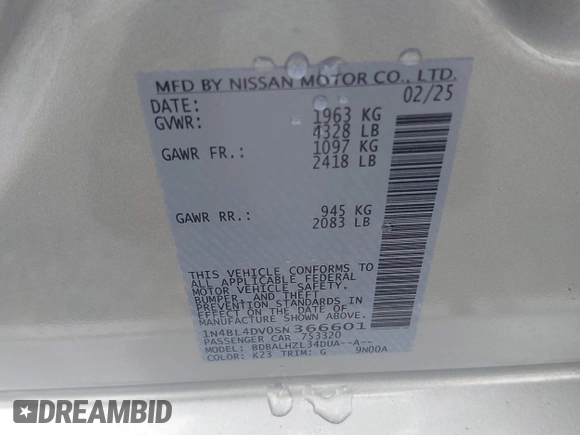 MFD BY NISSAN MOTOR CO., LTD.
DATE: 02/25
GVWR: 1963 KG
4328 LB
GAWR FR.: 1097 KG
2418 LB
GAWR RR.: 945 KG
2083 LB
THIS VEHICLE CONFORMS TO
ALL APPLICABLE FEDERAL
MOTOR VEHICLE SAFETY,
BUMPER, AND THEFT
PREVENTION STANDARDS IN
EFFECT ON THE DATE OF
MANUFACTURE SHOWN ABOVE.
1N4BL4DV0SN366601
PASSENGER CAR 753320
MODEL: BDBALHZL34DUA--A--
COLOR: K23 TRIM: G 9N00A
DREAMBID